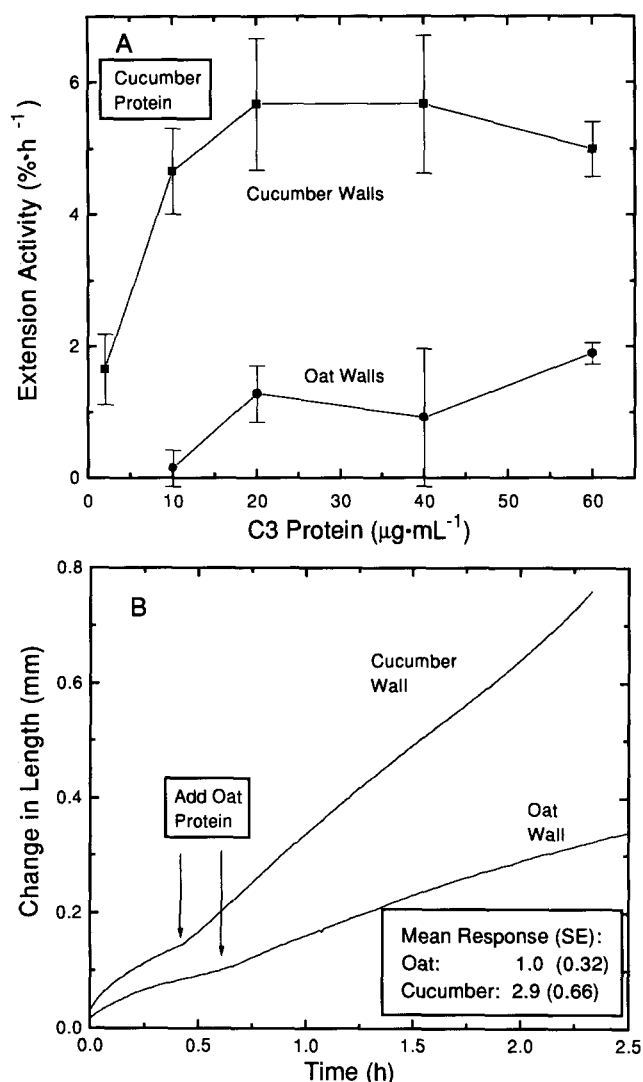 A
Cucumber
Protein
Extension Activity (%·h⁻¹)
6
4
2
0
Cucumber Walls
Oat Walls
0 10 20 30 40 50 60
C3 Protein (μg·mL⁻¹)
B
Change in Length (mm)
0.8
0.6
0.4
0.2
0.0
Cucumber
Wall
Add Oat
Protein
Oat
Wall
Mean Response (SE):
Oat: 1.0 (0.32)
Cucumber: 2.9 (0.66)
0.0 0.5 1.0 1.5 2.0 2.5
Time (h)